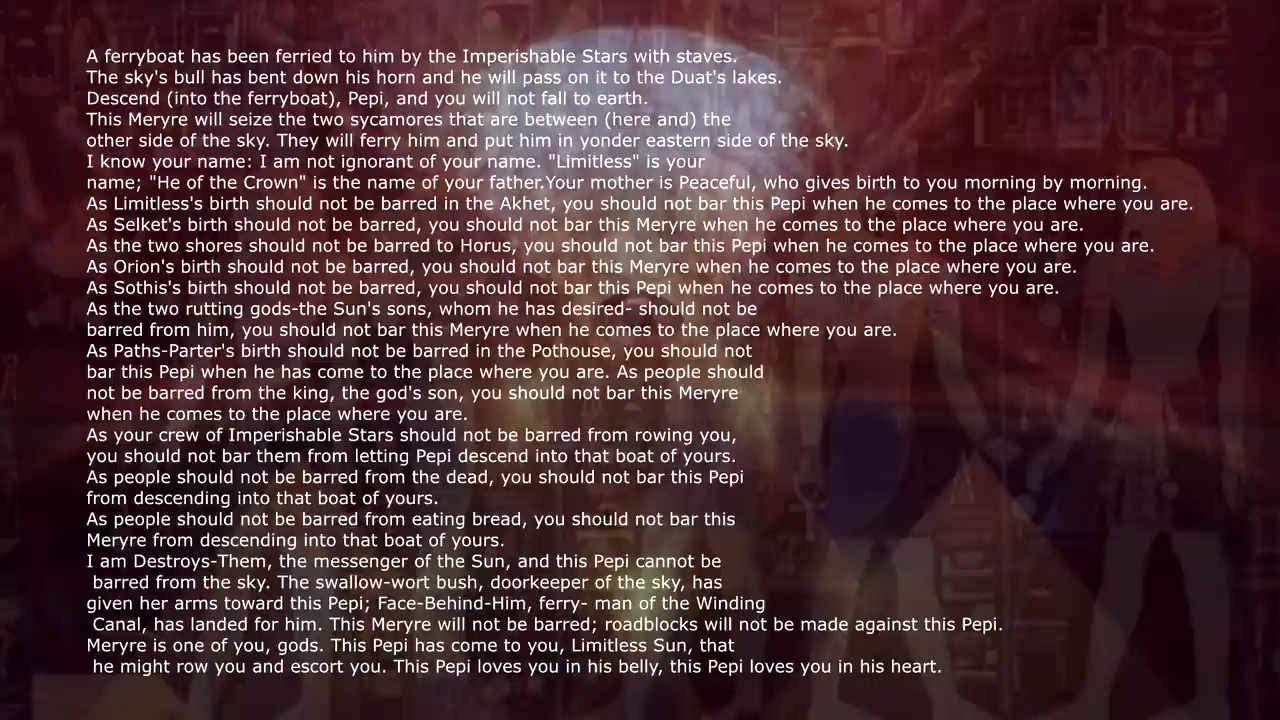 A ferryboat has been ferried to him by the Imperishable Stars with staves.
The sky's bull has bent down his horn and he will pass on it to the Duat's lakes.
Descend (into the ferryboat), Pepi, and you will not fall to earth.
This Meryre will seize the two sycamores that are between (here and) the
other side of the sky. They will ferry him and put him in yonder eastern side of the sky.
I know your name: I am not ignorant of your name. "Limitless" is your
name; "He of the Crown" is the name of your father.Your mother is Peaceful, who gives birth to you morning by morning.
As Limitless's birth should not be barred in the Akhet, you should not bar this Pepi when he comes to the place where you are.
As Selket's birth should not be barred, you should not bar this Meryre when he comes to the place where you are.
As the two shores should not be barred to Horus, you should not bar this Pepi when he comes to the place where you are.
As Orion's birth should not be barred, you should not bar this Meryre when he comes to the place where you are.
As Sothis's birth should not be barred, you should not bar this Pepi when he comes to the place where you are.
As the two rutting gods-the Sun's sons, whom he has desired- should not be
barred from him, you should not bar this Meryre when he comes to the place where you are.
As Paths-Parter's birth should not be barred in the Pothouse, you should not
bar this Pepi when he has come to the place where you are. As people should
not be barred from the king, the god's son, you should not bar this Meryre
when he comes to the place where you are.
As your crew of Imperishable Stars should not be barred from rowing you,
you should not bar them from letting Pepi descend into that boat of yours.
As people should not be barred from the dead, you should not bar this Pepi
from descending into that boat of yours.
As people should not be barred from eating bread, you should not bar this
Meryre from descending into that boat of yours.
I am Destroys-Them, the messenger of the Sun, and this Pepi cannot be
barred from the sky. The swallow-wort bush, doorkeeper of the sky, has
given her arms toward this Pepi; Face-Behind-Him, ferry- man of the Winding
Canal, has landed for him. This Meryre will not be barred; roadblocks will not be made against this Pepi.
Meryre is one of you, gods. This Pepi has come to you, Limitless Sun, that
he might row you and escort you. This Pepi loves you in his belly, this Pepi loves you in his heart.